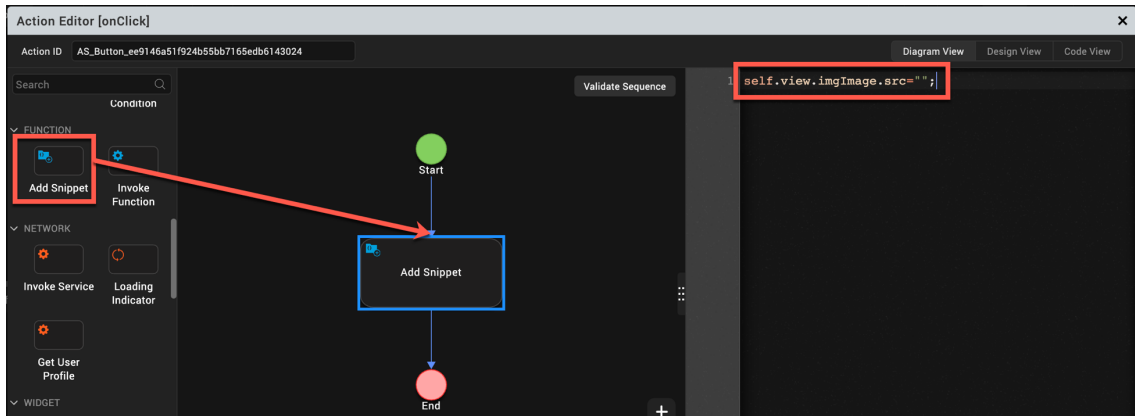 Action Editor [onClick]
Action ID AS_Button_ee9146a51f924b55bb7165edb6143024
Diagram View Design View Code View
Search
Condition
FUNCTION
Add Snippet
Invoke
Function
NETWORK
Invoke Service
Loading
Indicator
Get User
Profile
WIDGET
Validate Sequence
Start
Add Snippet
End
1 self.view.imgImage.src="";